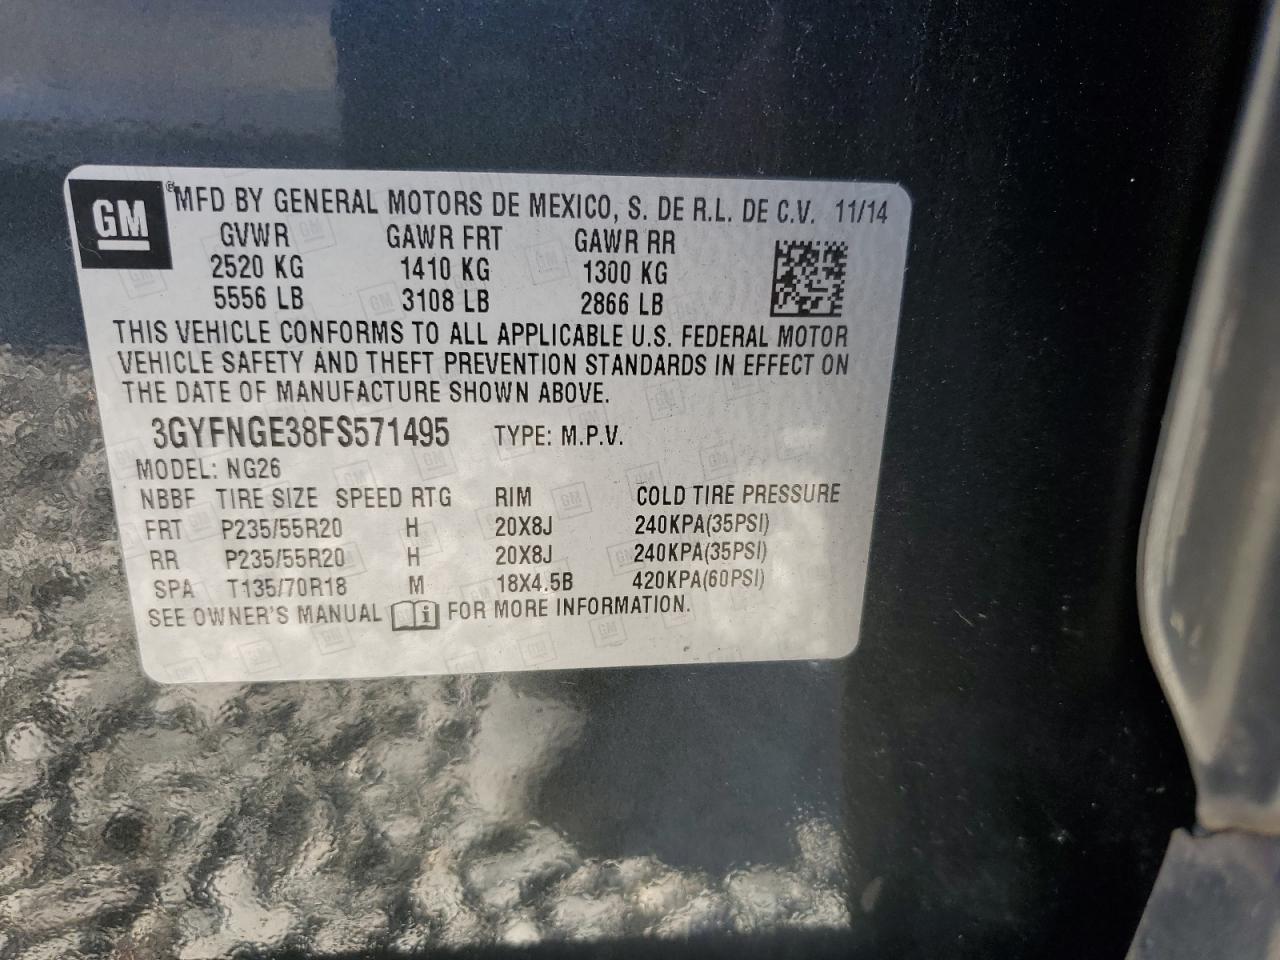 GM
® MFD BY GENERAL MOTORS DE MEXICO, S. DE R.L. DE C.V. 11/14
GVWR GAWR FRT GAWR RR
2520 KG 1410 KG 1300 KG
5556 LB 3108 LB 2866 LB
THIS VEHICLE CONFORMS TO ALL APPLICABLE U.S. FEDERAL MOTOR
VEHICLE SAFETY AND THEFT PREVENTION STANDARDS IN EFFECT ON
THE DATE OF MANUFACTURE SHOWN ABOVE.
3GYFNGE38FS571495 TYPE: M.P.V.
MODEL: NG26
NBBF TIRE SIZE SPEED RTG RIM COLD TIRE PRESSURE
FRT P235/55R20 H 20X8J 240KPA(35PSI)
RR P235/55R20 H 20X8J 240KPA(35PSI)
SPA T135/70R18 M 18X4.5B 420KPA(60PSI)
SEE OWNER'S MANUAL i FOR MORE INFORMATION.